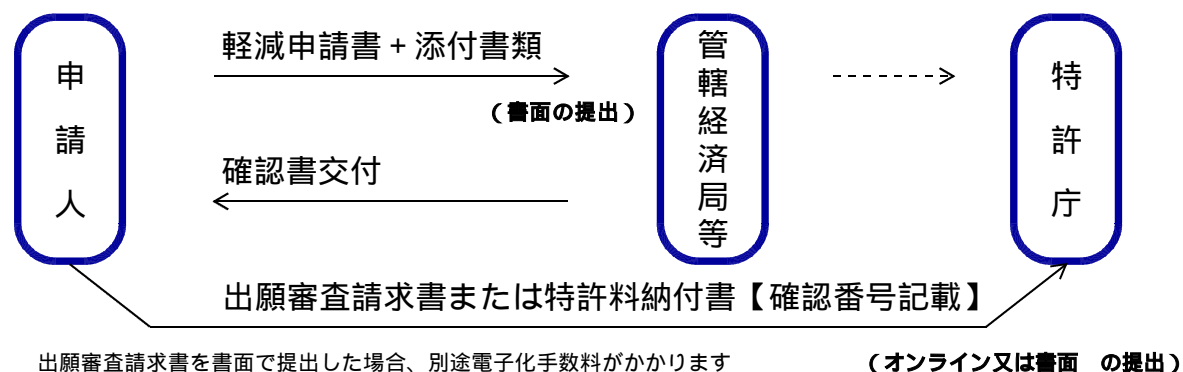 申請人
軽減申請書+添付書類
(書面の提出)
確認書交付
管轄経済局等
特許庁
出願審査請求書または特許料納付書【確認番号記載】
出願審査請求書を書面で提出した場合、別途電子化手数料がかかります
(オンライン又は書面 の提出)